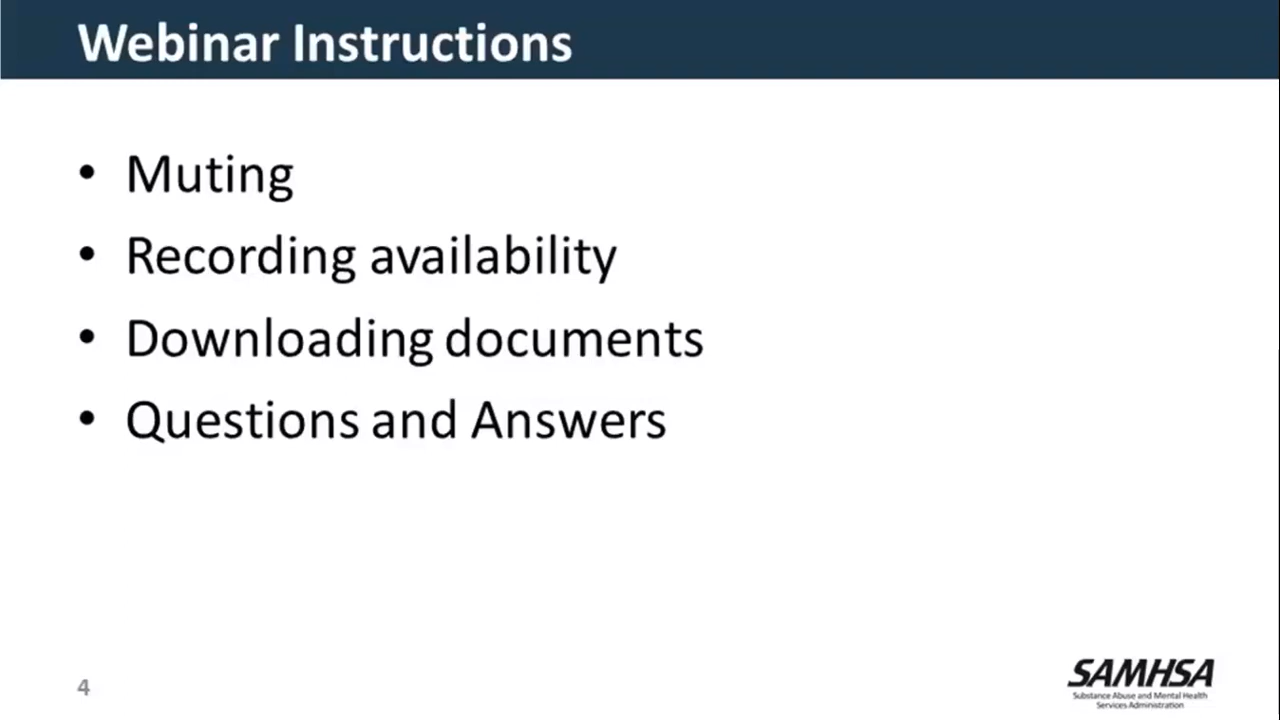 Webinar Instructions
• Muting
• Recording availability
• Downloading documents
• Questions and Answers
4
SAMHSA
Substance Abuse and Mental Health
Services Administration